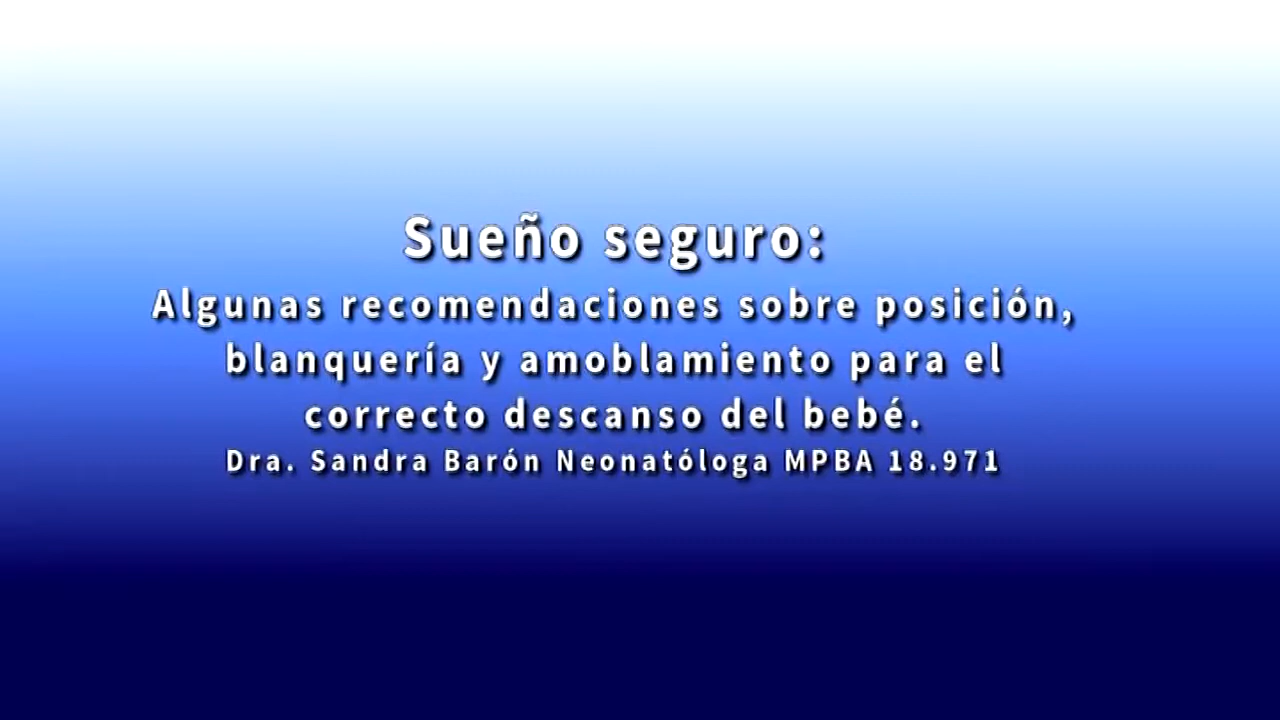 Sueño seguro:
Algunas recomendaciones sobre posición,
blanquería y amoblamiento para el
correcto descanso del bebé.
Dra. Sandra Barón Neonatóloga MPBA 18.971